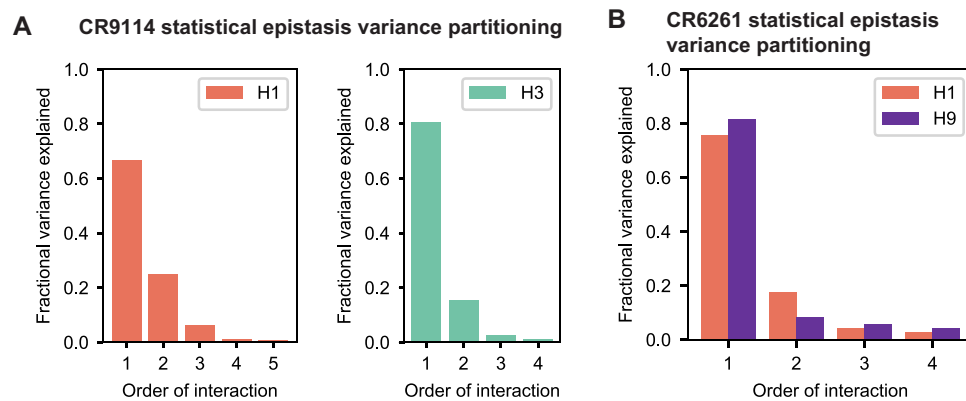 A
CR9114 statistical epistasis variance partitioning
Fractional variance explained
1.0
0.8
0.6
0.4
0.2
0.0
H1
1 2 3 4 5
Order of interaction
Fractional variance explained
1.0
0.8
0.6
0.4
0.2
0.0
H3
1 2 3 4
Order of interaction
B
CR6261 statistical epistasis
variance partitioning
Fractional variance explained
1.0
0.8
0.6
0.4
0.2
0.0
H1
H9
1 2 3 4
Order of interaction